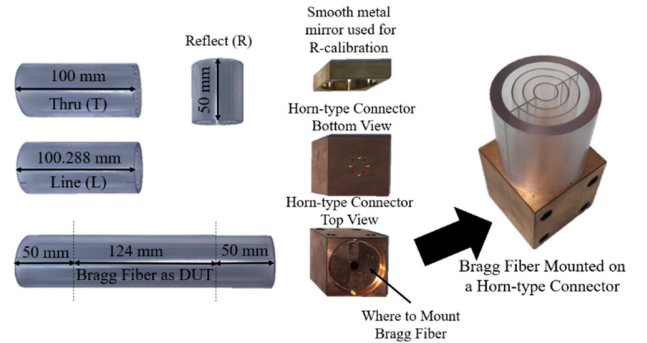 100 mm
Thru (T)
Reflect (R)
50 mm
100.288 mm
Line (L)
50 mm
124 mm
50 mm
Bragg Fiber as DUT
Smooth metal
mirror used for
R-calibration
Horn-type Connector
Bottom View
Horn-type Connector
Top View
Where to Mount
Bragg Fiber
Bragg Fiber Mounted on
a Horn-type Connector